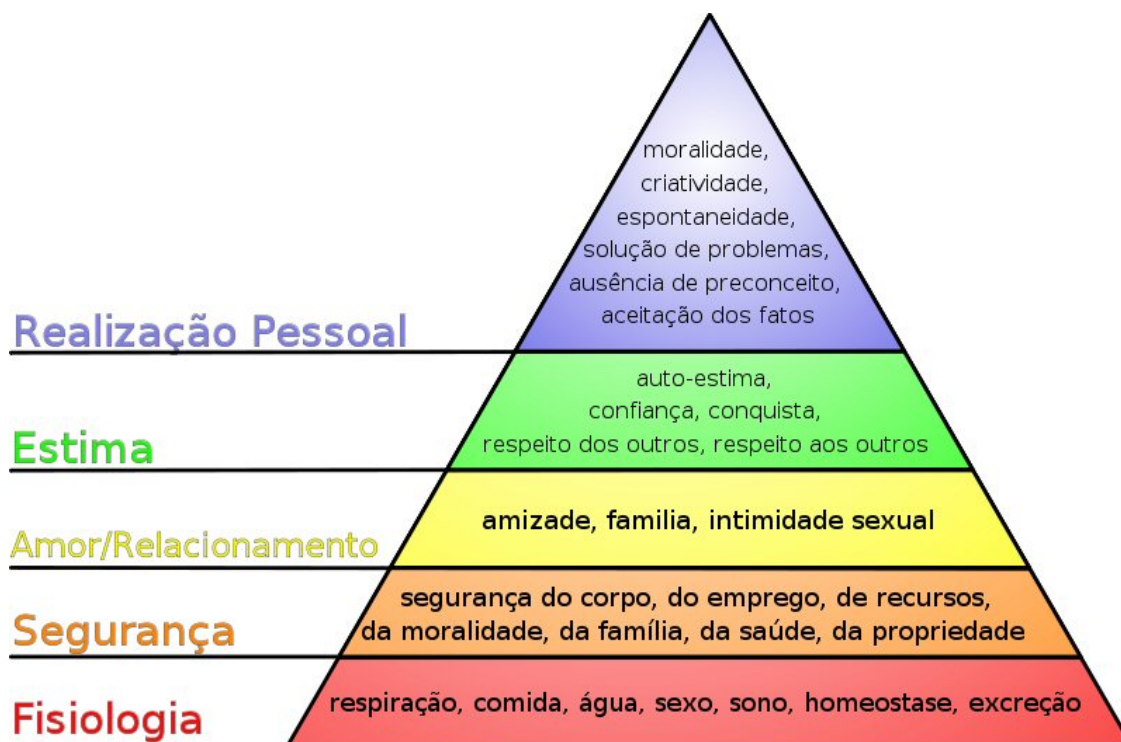 moralidade,
criatividade,
espontaneidade,
solução de problemas,
ausência de preconceito,
aceitação dos fatos
Realização Pessoal
auto-estima,
confiança, conquista,
respeito dos outros, respeito aos outros
Estima
amizade, familia, intimidade sexual
Amor/Relacionamento
segurança do corpo, do emprego, de recursos,
da moralidade, da família, da saúde, da propriedade
Segurança
respiração, comida, água, sexo, sono, homeostase, excreção
Fisiologia